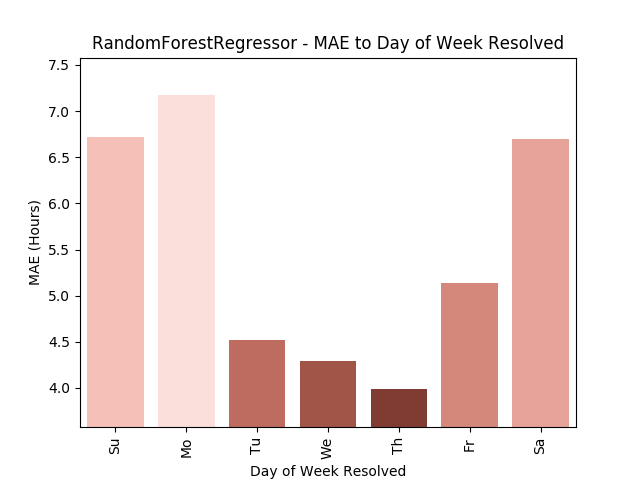 RandomForestRegressor - MAE to Day of Week Resolved
7.5
7.0
6.5
6.0
5.5
5.0
4.5
4.0
MAE (Hours)
Su Mo Tu We Th Fr Sa
Day of Week Resolved